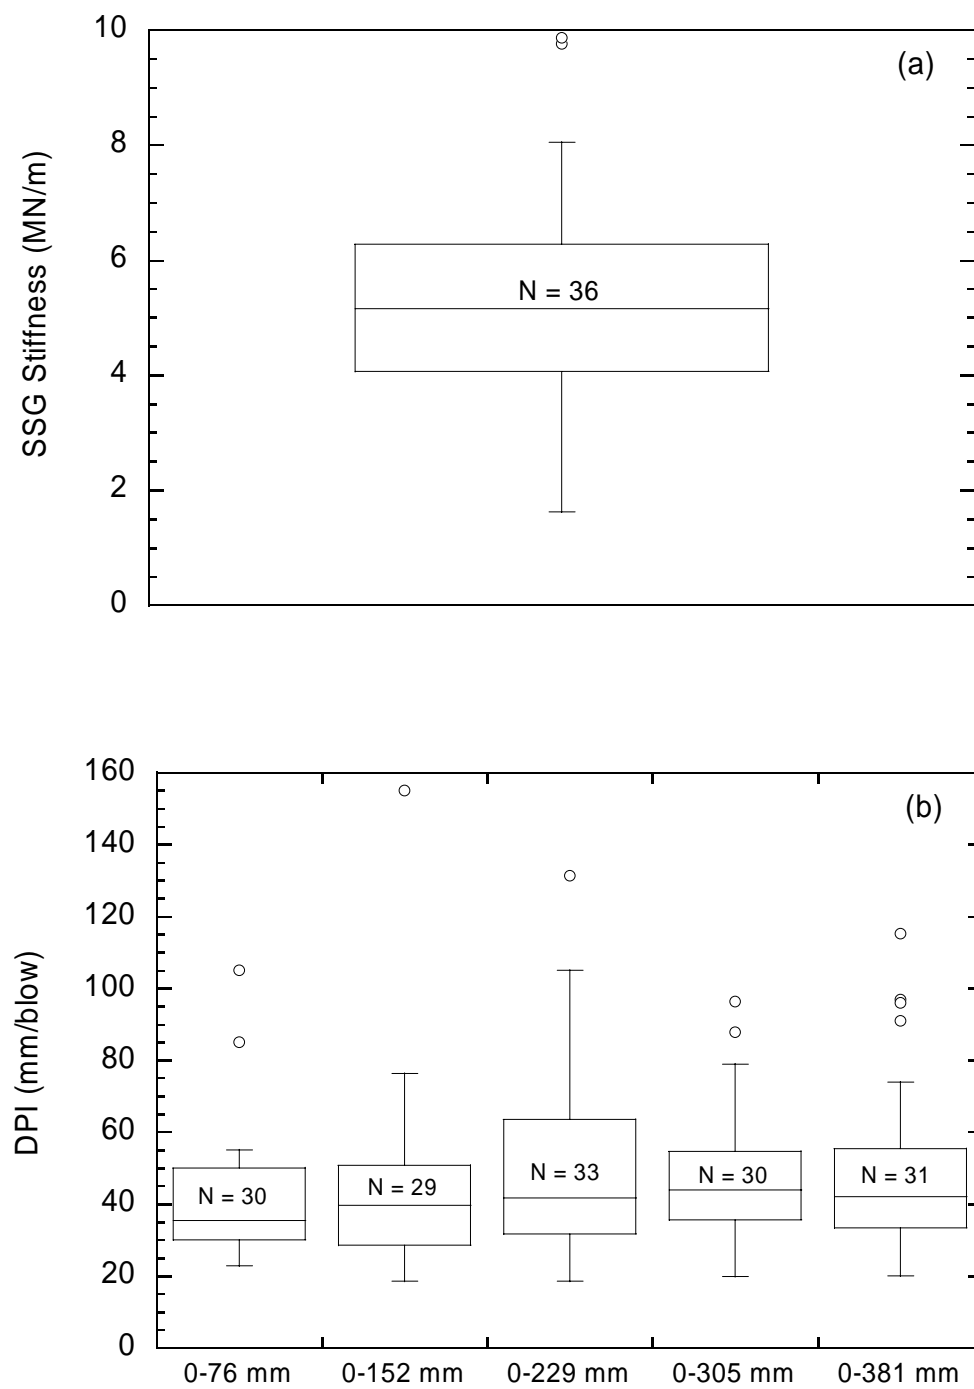 10
(a)
8
6
N = 36
4
2
0
SSG Stiffness (MN/m)
160
(b)
140
120
100
80
60
40
20
0
DPI (mm/blow)
N = 30
N = 29
N = 33
N = 30
N = 31
0-76 mm
0-152 mm
0-229 mm
0-305 mm
0-381 mm